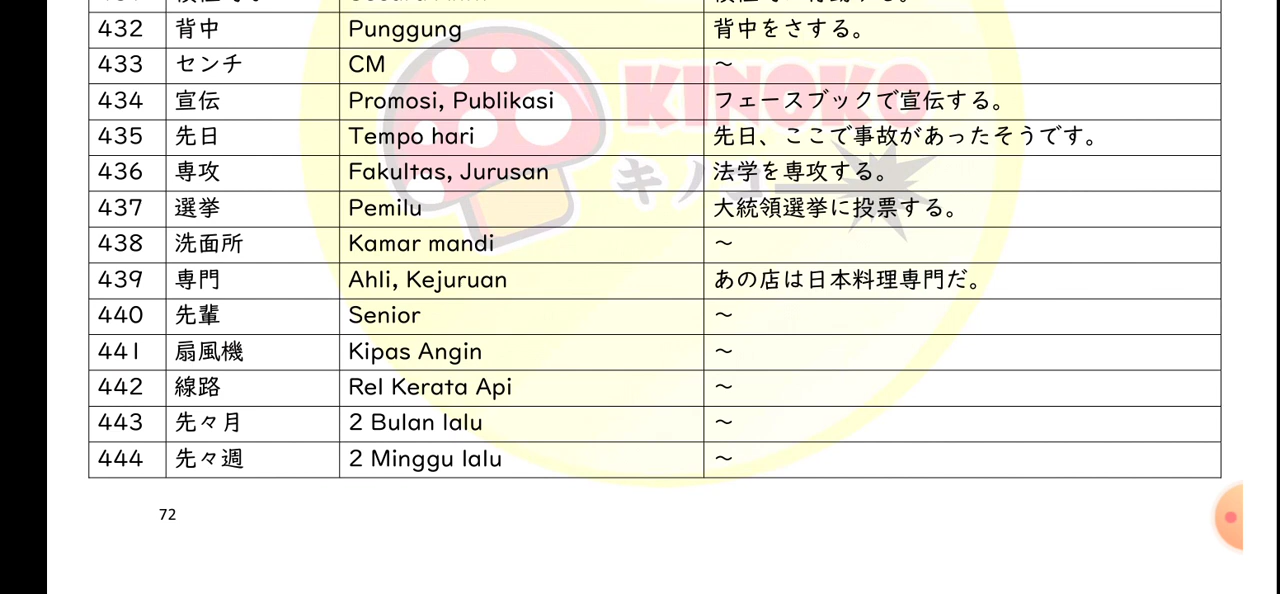 432 背中 Punggung 背中をさする。
433 センチ CM ～
434 宣伝 Promosi, Publikasi フェースブックで宣伝する。
435 先日 Tempo hari 先日、ここで事故があったそうです。
436 専攻 Fakultas, Jurusan 法学を専攻する。
437 選挙 Pemilu 大統領選挙に投票する。
438 洗面所 Kamar mandi ～
439 専門 Ahli, Kejuruan あの店は日本料理専門だ。
440 先輩 Senior ～
441 扇風機 Kipas Angin ～
442 線路 Rel Kerata Api ～
443 先々月 2 Bulan lalu ～
444 先々週 2 Minggu lalu ～
KINOKO
キノコ
72